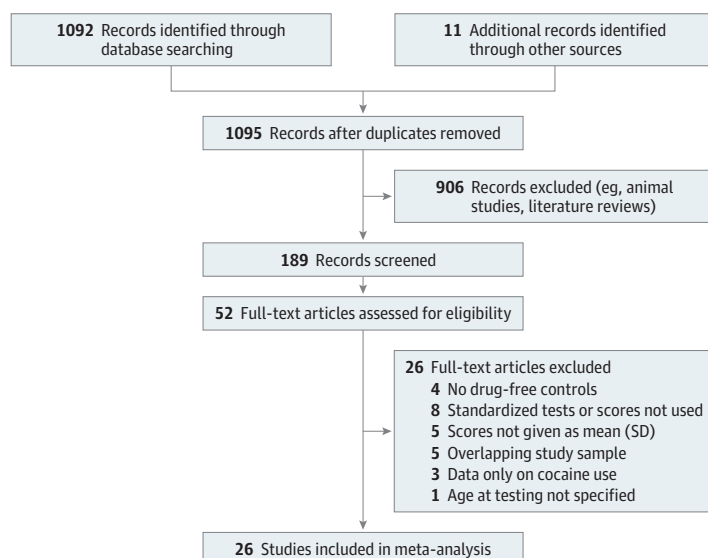 1092 Records identified through
database searching
11 Additional records identified
through other sources
1095 Records after duplicates removed
906 Records excluded (eg, animal
studies, literature reviews)
189 Records screened
52 Full-text articles assessed for eligibility
26 Full-text articles excluded
4 No drug-free controls
8 Standardized tests or scores not used
5 Scores not given as mean (SD)
5 Overlapping study sample
3 Data only on cocaine use
1 Age at testing not specified
26 Studies included in meta-analysis